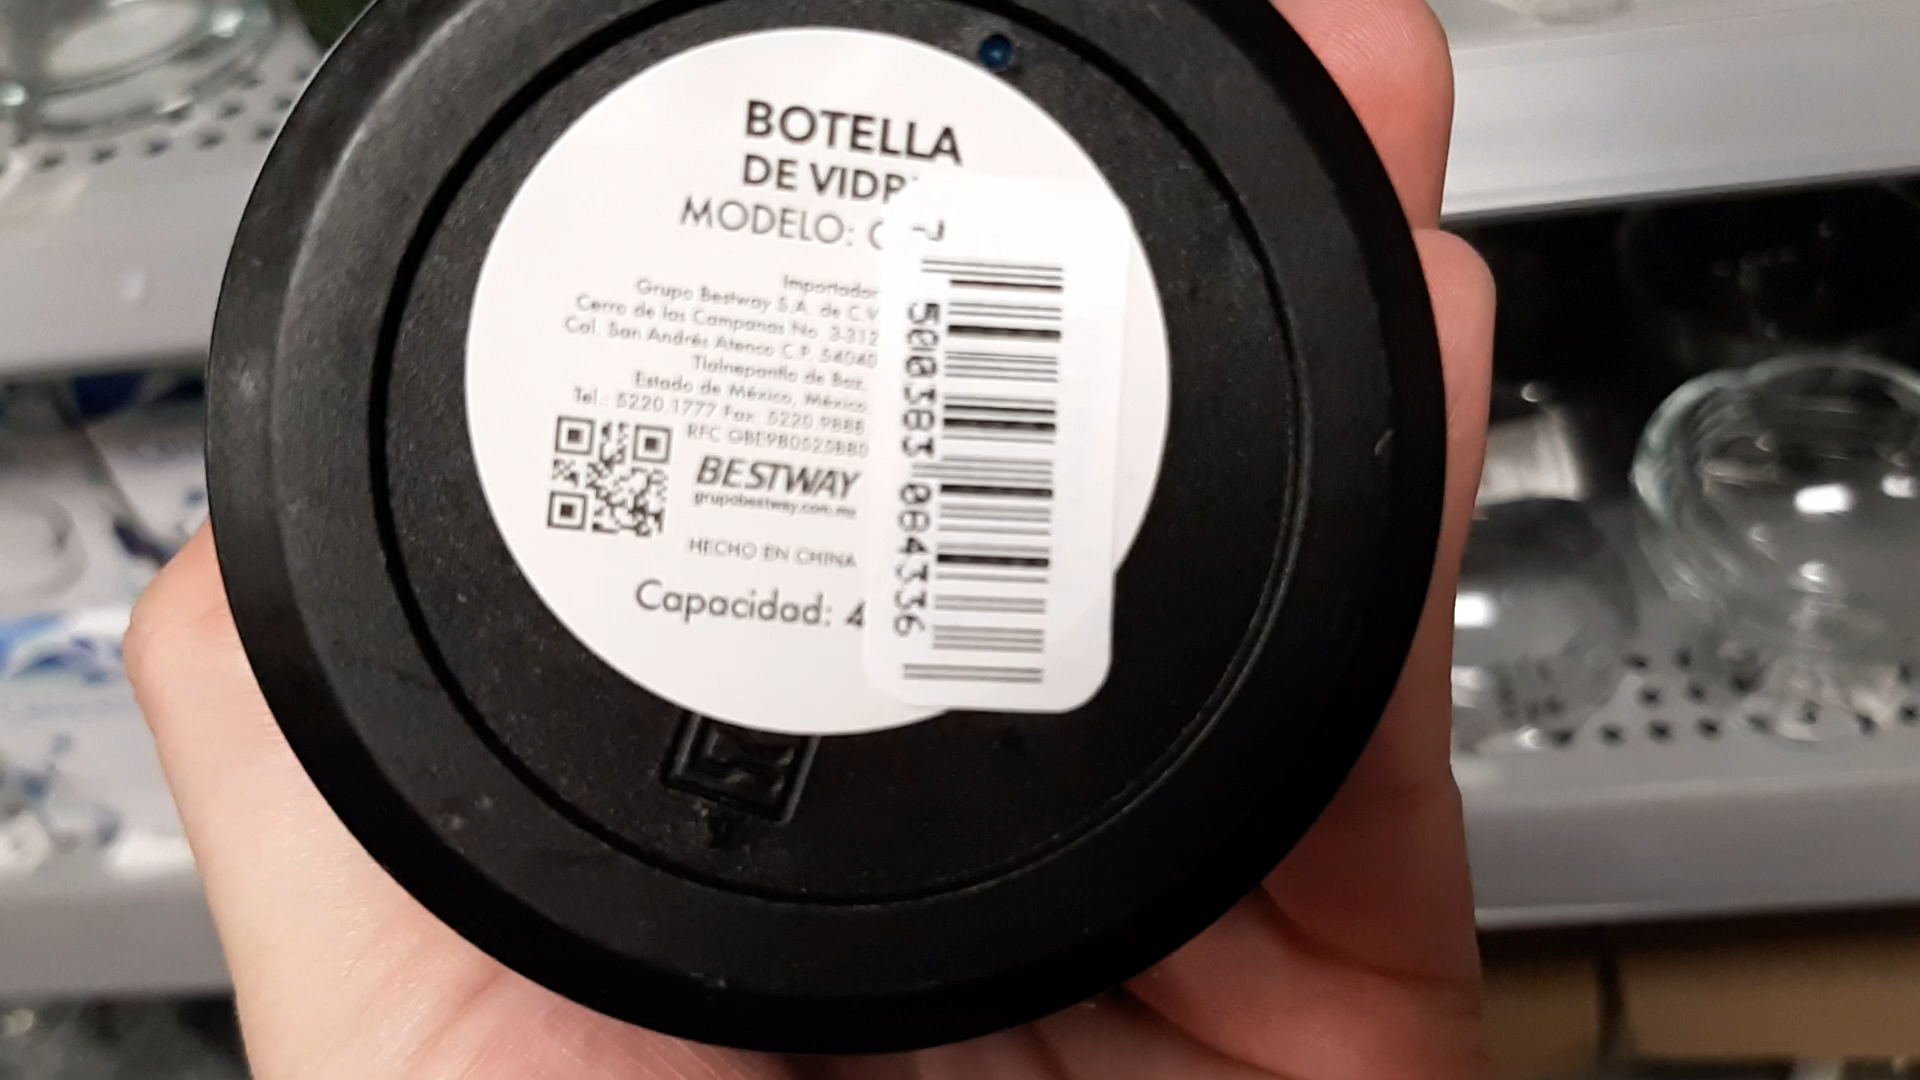 BOTELLA
DE VIDR
MODELO:
Importador
Grupo Bestway S.A. de C.V
Cerro de las Campanas No. 3-312
Col. San Andrés Atenco C.P. 54040
Tlalnepantla de Baz.
Estado de México, México.
Tel.: 5220.1777 Fax: 5220.9888.
RFC GBE980525BB0
BESTWAY
grupobestway.com.mx
HECHO EN CHINA
Capacidad: 4
500383084336